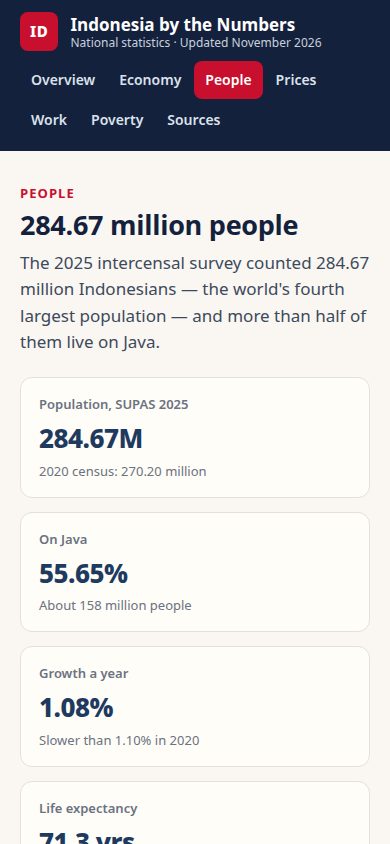 ID
Indonesia by the Numbers
National statistics · Updated November 2026
Overview Economy People Prices
Work Poverty Sources
PEOPLE
284.67 million people
The 2025 intercensal survey counted 284.67
million Indonesians — the world's fourth
largest population — and more than half of
them live on Java.
Population, SUPAS 2025
284.67M
2020 census: 270.20 million
On Java
55.65%
About 158 million people
Growth a year
1.08%
Slower than 1.10% in 2020
Life expectancy
71.3 yrs